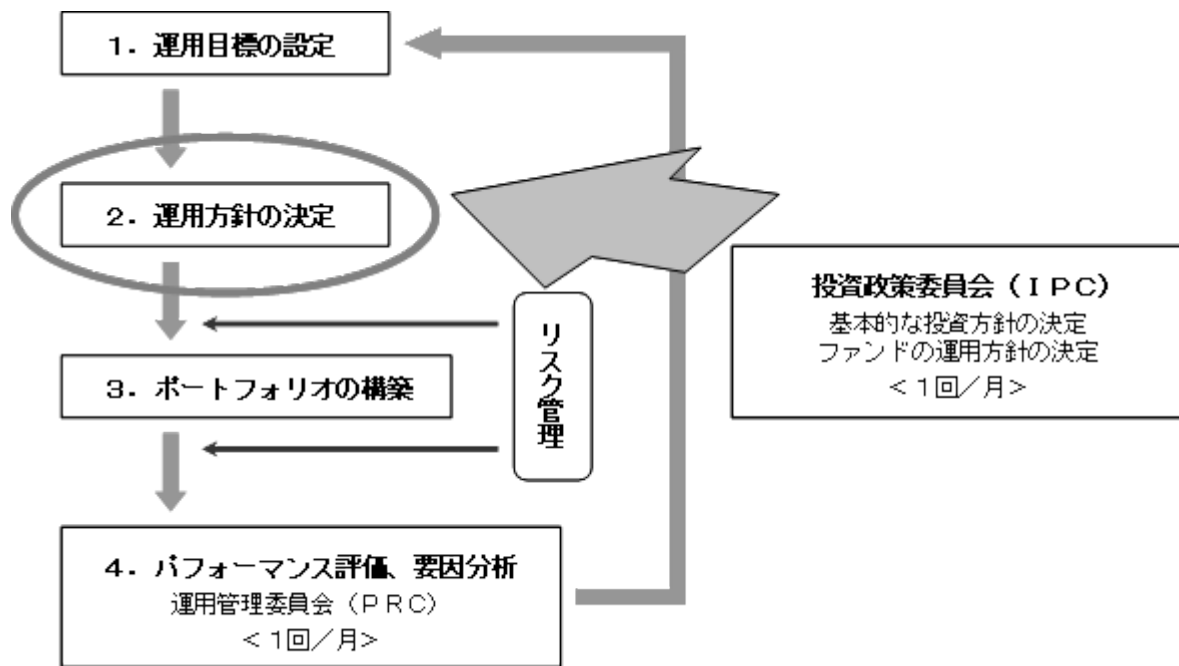 １．運用目標の設定
２．運用方針の決定
３．ポートフォリオの構築
リスク管理
４．パフォーマンス評価、要因分析
運用管理委員会（ＰＲＣ）
＜１回／月＞
投資政策委員会（ＩＰＣ）
基本的な投資方針の決定
ファンドの運用方針の決定
＜１回／月＞